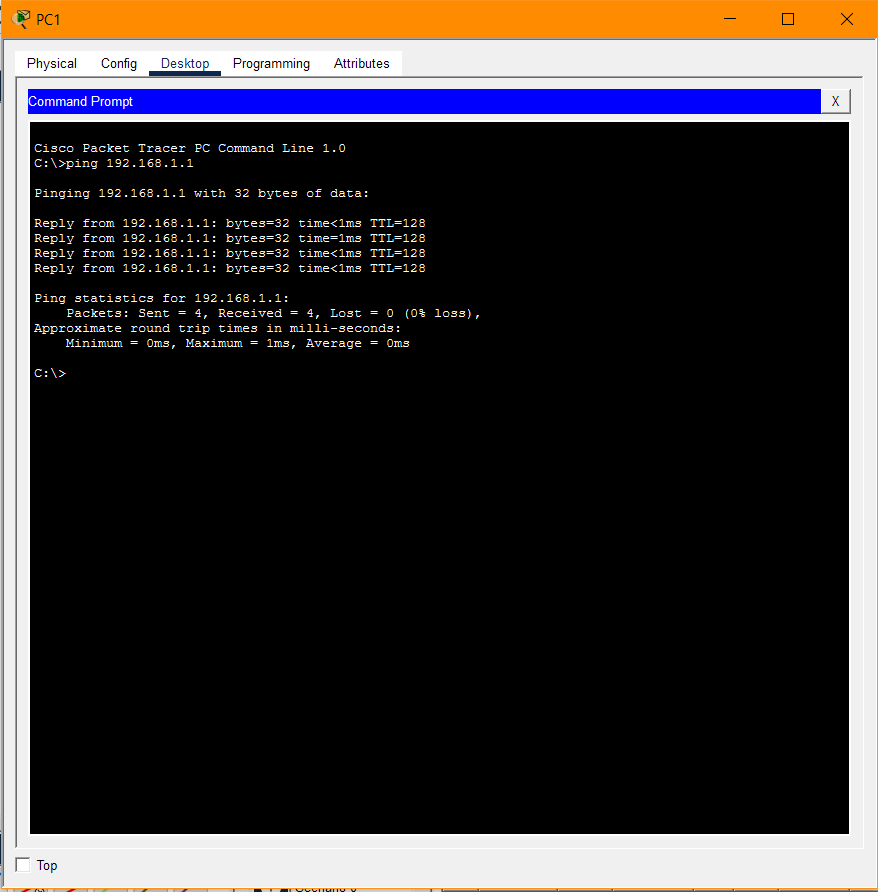 PC1
Physical Config Desktop Programming Attributes
Command Prompt
X
Cisco Packet Tracer PC Command Line 1.0
C:\>ping 192.168.1.1
Pinging 192.168.1.1 with 32 bytes of data:
Reply from 192.168.1.1: bytes=32 time<1ms TTL=128
Reply from 192.168.1.1: bytes=32 time=1ms TTL=128
Reply from 192.168.1.1: bytes=32 time<1ms TTL=128
Reply from 192.168.1.1: bytes=32 time<1ms TTL=128
Ping statistics for 192.168.1.1:
Packets: Sent = 4, Received = 4, Lost = 0 (0% loss),
Approximate round trip times in milli-seconds:
Minimum = 0ms, Maximum = 1ms, Average = 0ms
C:\>
Top